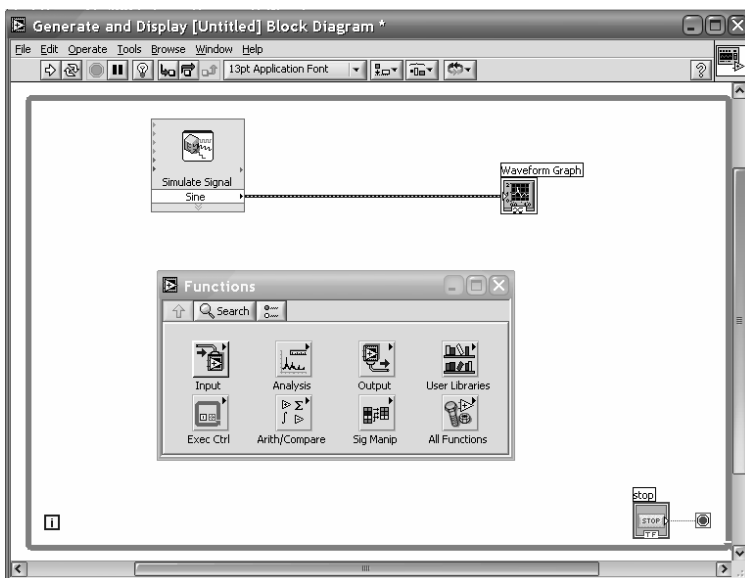 Generate and Display [Untitled] Block Diagram *
File Edit Operate Tools Browse Window Help
13pt Application Font
?
Simulate Signal
Sine
Waveform Graph
Functions
Search
Input Analysis Output User Libraries
Exec Ctrl Arith/Compare Sig Manip All Functions
stop
STOP
TF
i